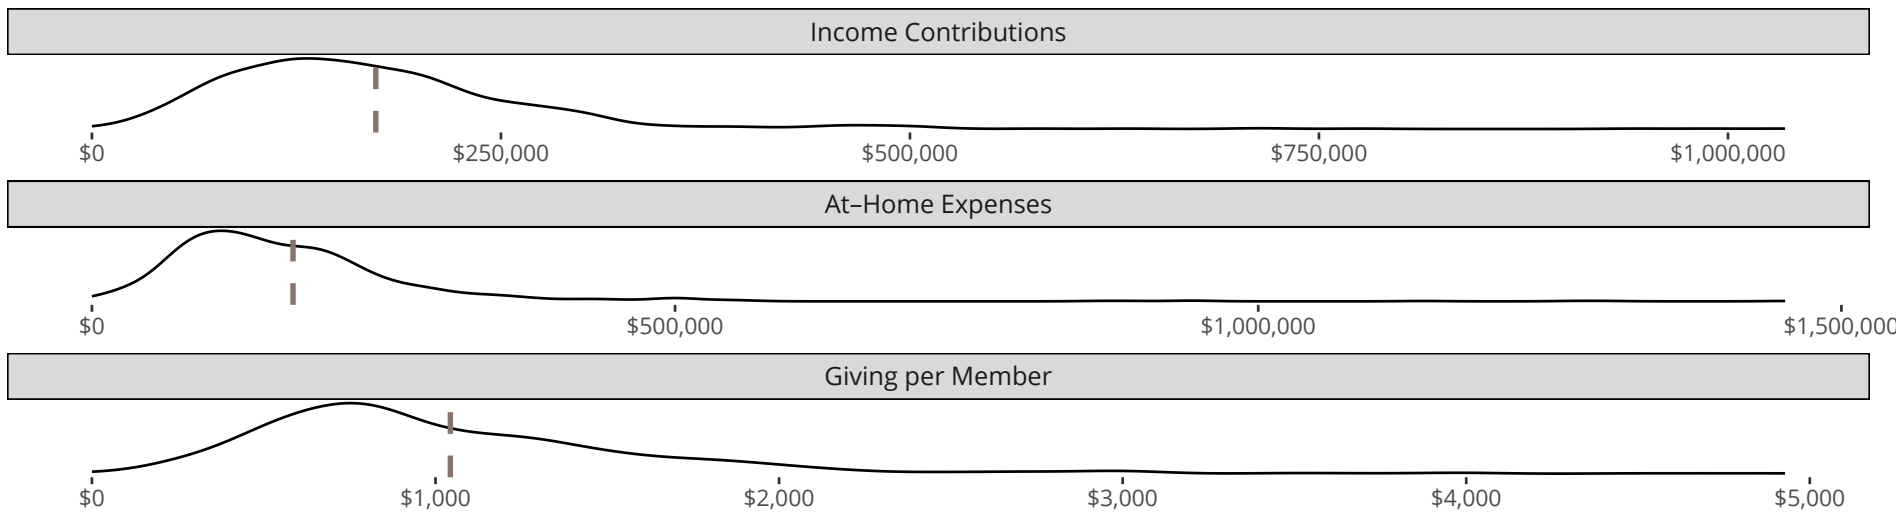 Income Contributions
$0 $250,000 $500,000 $750,000 $1,000,000
At–Home Expenses
$0 $500,000 $1,000,000 $1,500,000
Giving per Member
$0 $1,000 $2,000 $3,000 $4,000 $5,000